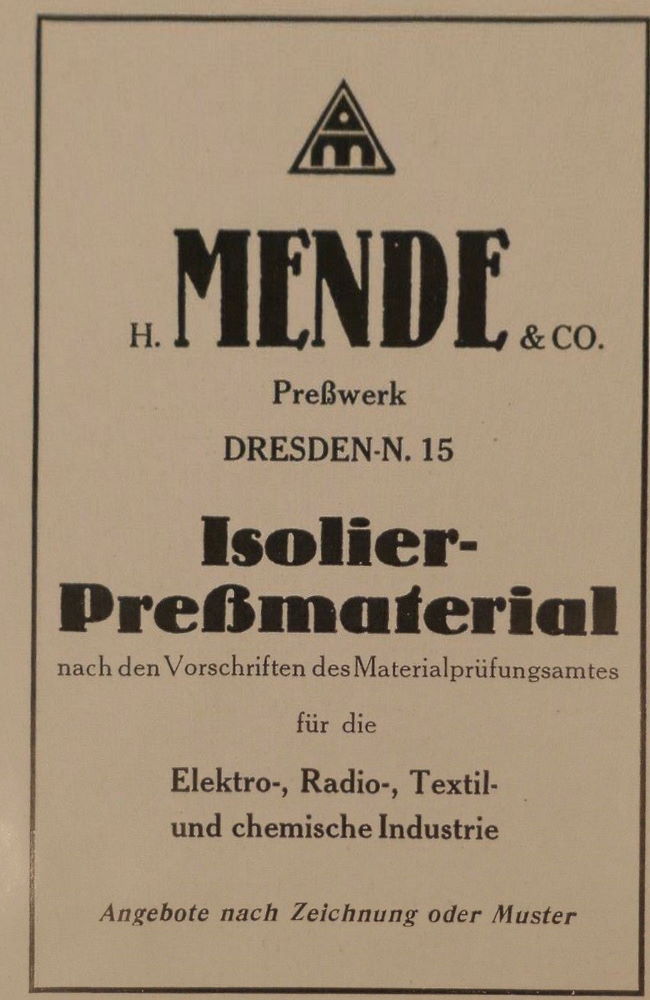 H. MENDE & CO.
Preßwerk
DRESDEN-N. 15
Isolier-
Preßmaterial
nach den Vorschriften des Materialprüfungsamtes
für die
Elektro-, Radio-, Textil-
und chemische Industrie
Angebote nach Zeichnung oder Muster